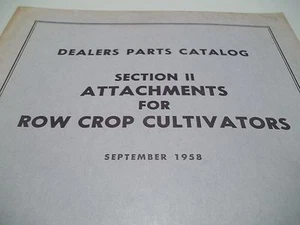 DEALERS PARTS CATALOG
SECTION II
ATTACHMENTS
FOR
ROW CROP CULTIVATORS
SEPTEMBER 1958